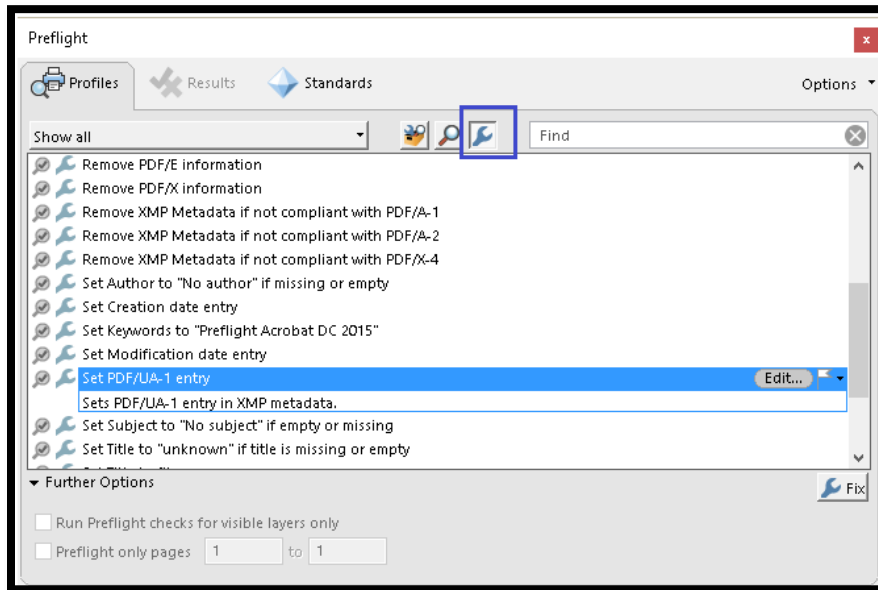 Preflight
x
Profiles Results Standards Options
Show all Find
Remove PDF/E information
Remove PDF/X information
Remove XMP Metadata if not compliant with PDF/A-1
Remove XMP Metadata if not compliant with PDF/A-2
Remove XMP Metadata if not compliant with PDF/X-4
Set Author to "No author" if missing or empty
Set Creation date entry
Set Keywords to "Preflight Acrobat DC 2015"
Set Modification date entry
Set PDF/UA-1 entry Edit...
Sets PDF/UA-1 entry in XMP metadata.
Set Subject to "No subject" if empty or missing
Set Title to "unknown" if title is missing or empty
Further Options Fix
Run Preflight checks for visible layers only
Preflight only pages 1 to 1